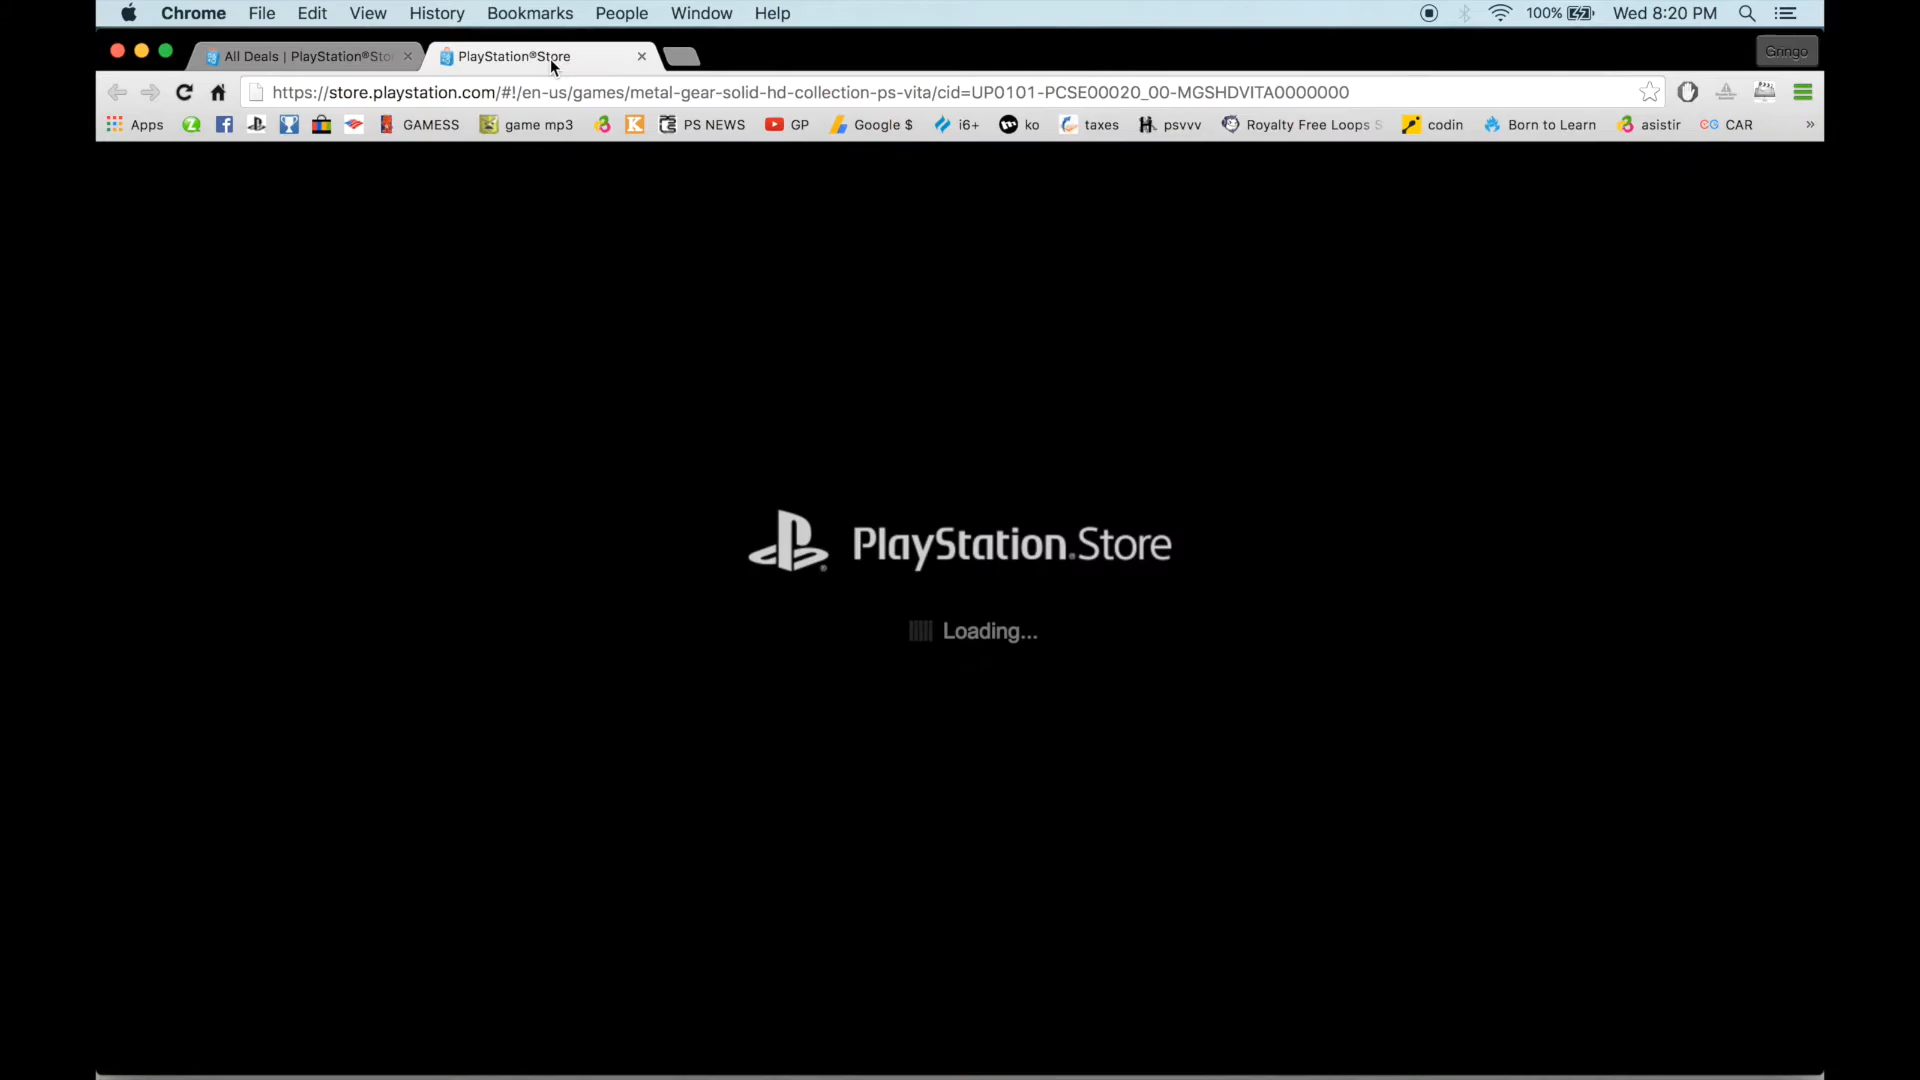 Chrome File Edit View History Bookmarks People Window Help 100% Wed 8:20 PM
All Deals | PlayStation®Sto PlayStation®Store Gringo
https://store.playstation.com/#!/en-us/games/metal-gear-solid-hd-collection-ps-vita/cid=UP0101-PCSE00020_00-MGSHDVITA0000000
Apps GAMESS game mp3 PS NEWS GP Google $ i6+ ko taxes psvvv Royalty Free Loops S codin Born to Learn asistir CAR »
PlayStation®Store
Loading...